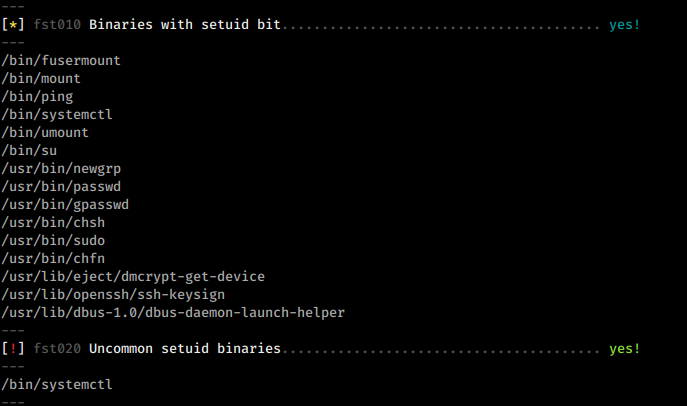 ---
[*] fst010 Binaries with setuid bit........................................ yes!
---
/bin/fusermount
/bin/mount
/bin/ping
/bin/systemctl
/bin/umount
/bin/su
/usr/bin/newgrp
/usr/bin/passwd
/usr/bin/gpasswd
/usr/bin/chsh
/usr/bin/sudo
/usr/bin/chfn
/usr/lib/eject/dmcrypt-get-device
/usr/lib/openssh/ssh-keysign
/usr/lib/dbus-1.0/dbus-daemon-launch-helper
---
[!] fst020 Uncommon setuid binaries........................................ yes!
---
/bin/systemctl
---